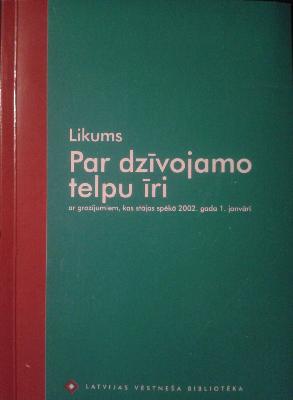 Likums
Par dzīvojamo
telpu īri
ar grozījumiem, kas stājas spēkā 2002. gada 1. janvārī
LATVIJAS VĒSTNEŠA BIBLIOTĒKA